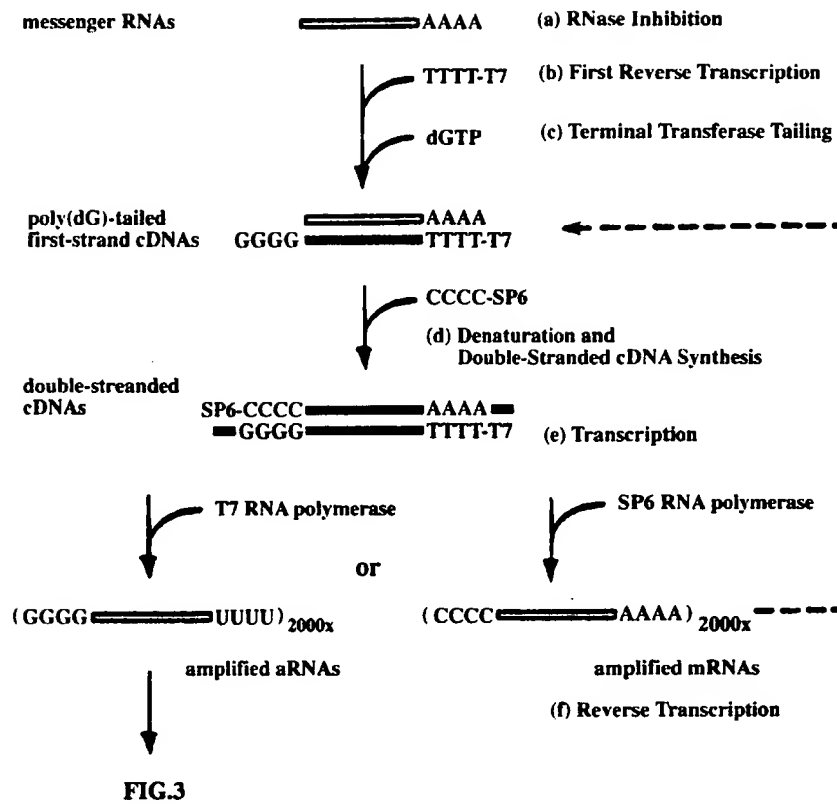 messenger RNAs
AAAA
(a) RNase Inhibition
TTTT-T7
(b) First Reverse Transcription
dGTP
(c) Terminal Transferase Tailing
poly(dG)-tailed
first-strand cDNAs
AAAA
GGGG
TTTT-T7
CCCC-SP6
(d) Denaturation and
Double-Stranded cDNA Synthesis
double-streanded
cDNAs
SP6-CCCC
AAAA
GGGG
TTTT-T7
(e) Transcription
T7 RNA polymerase
SP6 RNA polymerase
or
(GGGG
UUUU)2000x
(CCCC
AAAA)2000x
amplified aRNAs
amplified mRNAs
(f) Reverse Transcription
FIG.3